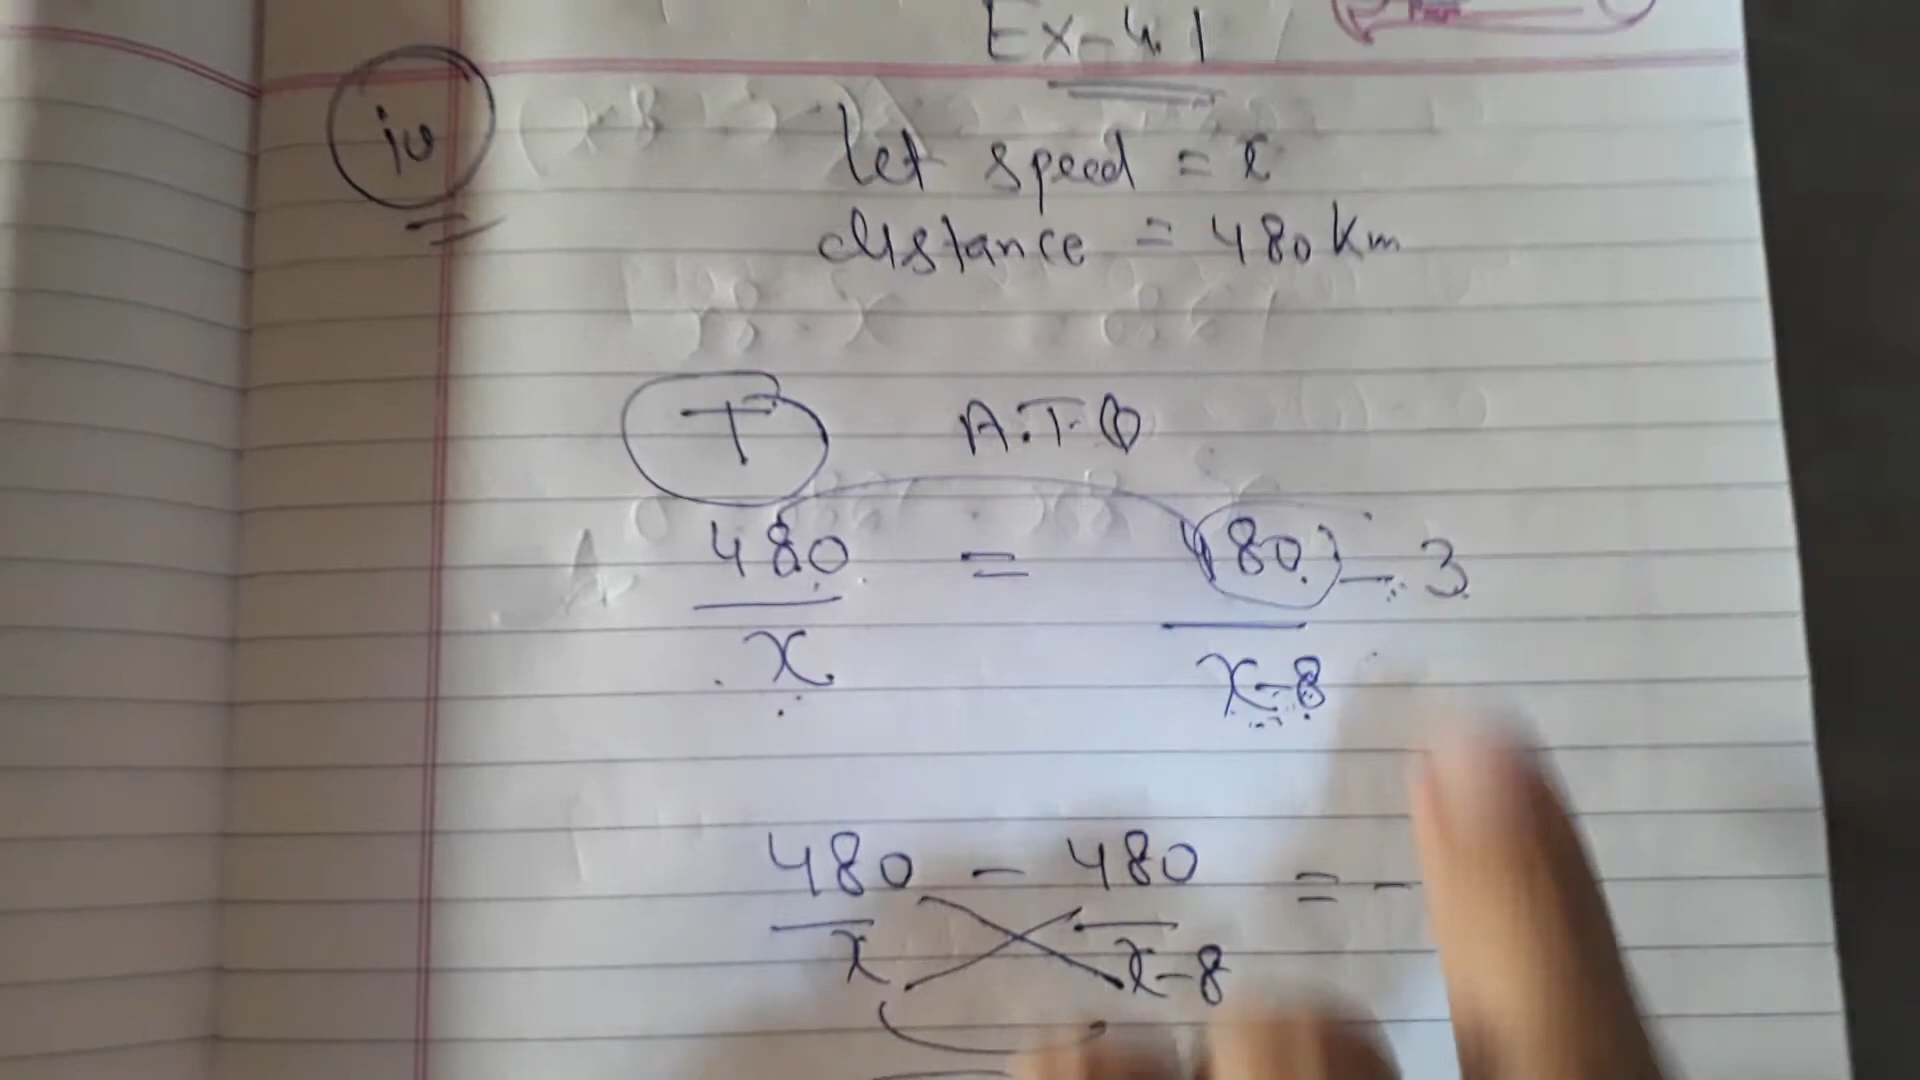 Ex-4.1
iv
let speed = x
distance = 480 Km
T A.T.Q
480 = 480 - 3
x x-8
480 - 480 = -
x x-8